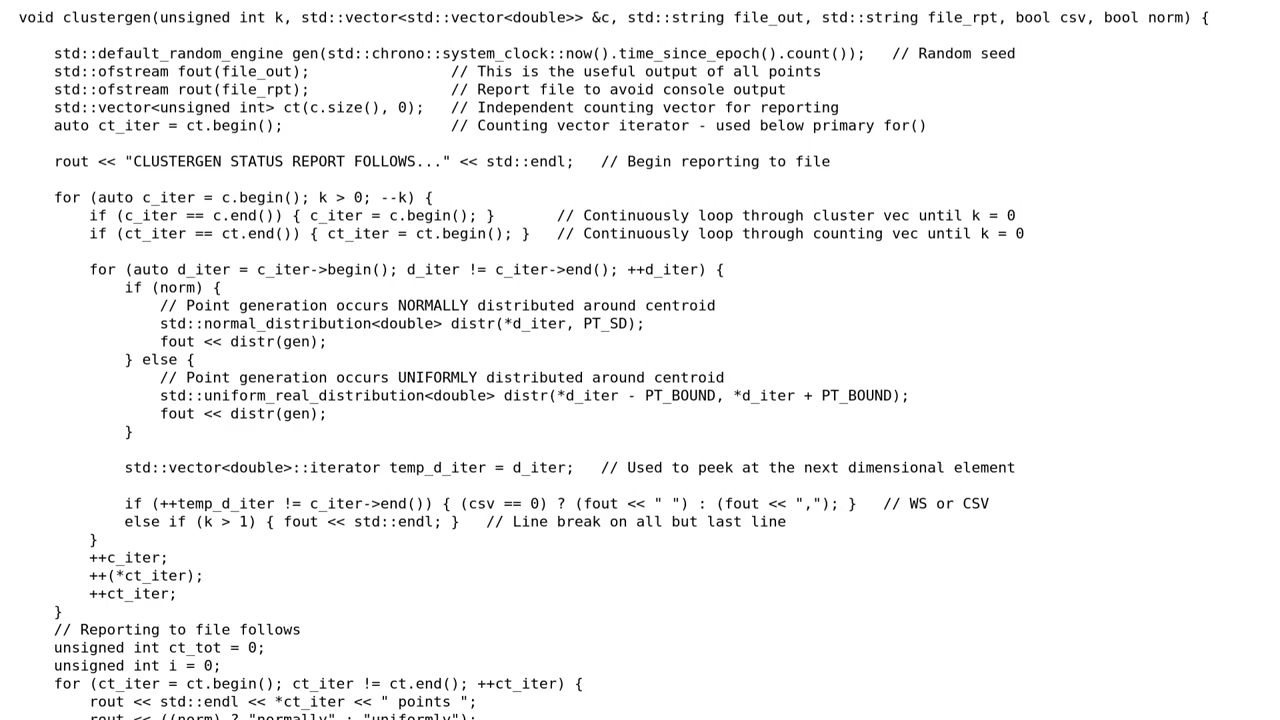 void clustergen(unsigned int k, std::vector<std::vector<double>> &c, std::string file_out, std::string file_rpt, bool csv, bool norm) {
    std::default_random_engine gen(std::chrono::system_clock::now().time_since_epoch().count());   // Random seed
    std::ofstream fout(file_out);                // This is the useful output of all points
    std::ofstream rout(file_rpt);                // Report file to avoid console output
    std::vector<unsigned int> ct(c.size(), 0);   // Independent counting vector for reporting
    auto ct_iter = ct.begin();                   // Counting vector iterator - used below primary for()
    rout << "CLUSTERGEN STATUS REPORT FOLLOWS..." << std::endl;   // Begin reporting to file
    for (auto c_iter = c.begin(); k > 0; --k) {
        if (c_iter == c.end()) { c_iter = c.begin(); }       // Continuously loop through cluster vec until k = 0
        if (ct_iter == ct.end()) { ct_iter = ct.begin(); }   // Continuously loop through counting vec until k = 0
        for (auto d_iter = c_iter->begin(); d_iter != c_iter->end(); ++d_iter) {
            if (norm) {
                // Point generation occurs NORMALLY distributed around centroid
                std::normal_distribution<double> distr(*d_iter, PT_SD);
                fout << distr(gen);
            } else {
                // Point generation occurs UNIFORMLY distributed around centroid
                std::uniform_real_distribution<double> distr(*d_iter - PT_BOUND, *d_iter + PT_BOUND);
                fout << distr(gen);
            }
            std::vector<double>::iterator temp_d_iter = d_iter;   // Used to peek at the next dimensional element
            if (++temp_d_iter != c_iter->end()) { (csv == 0) ? (fout << " ") : (fout << ","); }   // WS or CSV
            else if (k > 1) { fout << std::endl; }   // Line break on all but last line
        }
        ++c_iter;
        ++(*ct_iter);
        ++ct_iter;
    }
    // Reporting to file follows
    unsigned int ct_tot = 0;
    unsigned int i = 0;
    for (ct_iter = ct.begin(); ct_iter != ct.end(); ++ct_iter) {
        rout << std::endl << *ct_iter << " points ";
        rout << ((norm) ? "normally" : "uniformly");